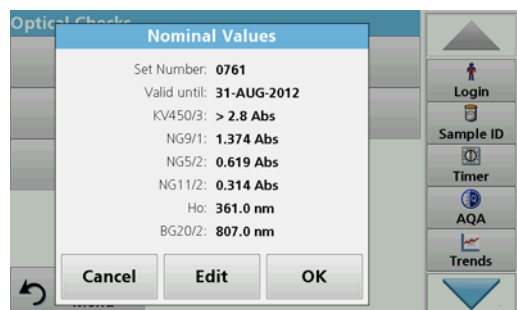 Optical Checks
Nominal Values
Set Number: 0761
Valid until: 31-AUG-2012
KV450/3: > 2.8 Abs
NG9/1: 1.374 Abs
NG5/2: 0.619 Abs
NG11/2: 0.314 Abs
Ho: 361.0 nm
BG20/2: 807.0 nm
Cancel Edit OK
Menu
Login
Sample ID
Timer
AQA
Trends